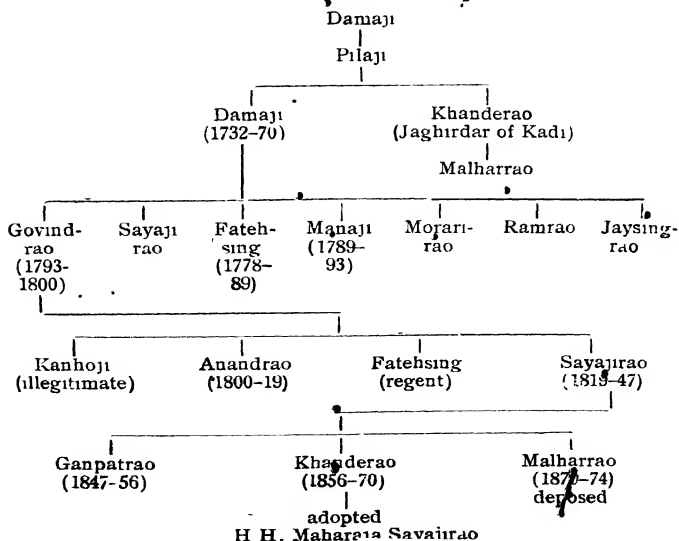 Damaji
Pilaji
Damaji Khanderao
(1732-70) (Jaghirdar of Kadi)
Malharrao
Govind- Sayaji Fateh- Manaji Morari- Ramrao Jaysing-
rao rao sing (1789- rao rao
(1793- (1778- 93)
1800) 89)
Kanhoji Anandrao Fatehsing Sayajirao
(illegitimate) (1800-19) (regent) (1819-47)
Ganpatrao Khanderao Malharrao
(1847-56) (1856-70) (1870-74)
deposed
adopted
H H. Maharaja Sayajirao